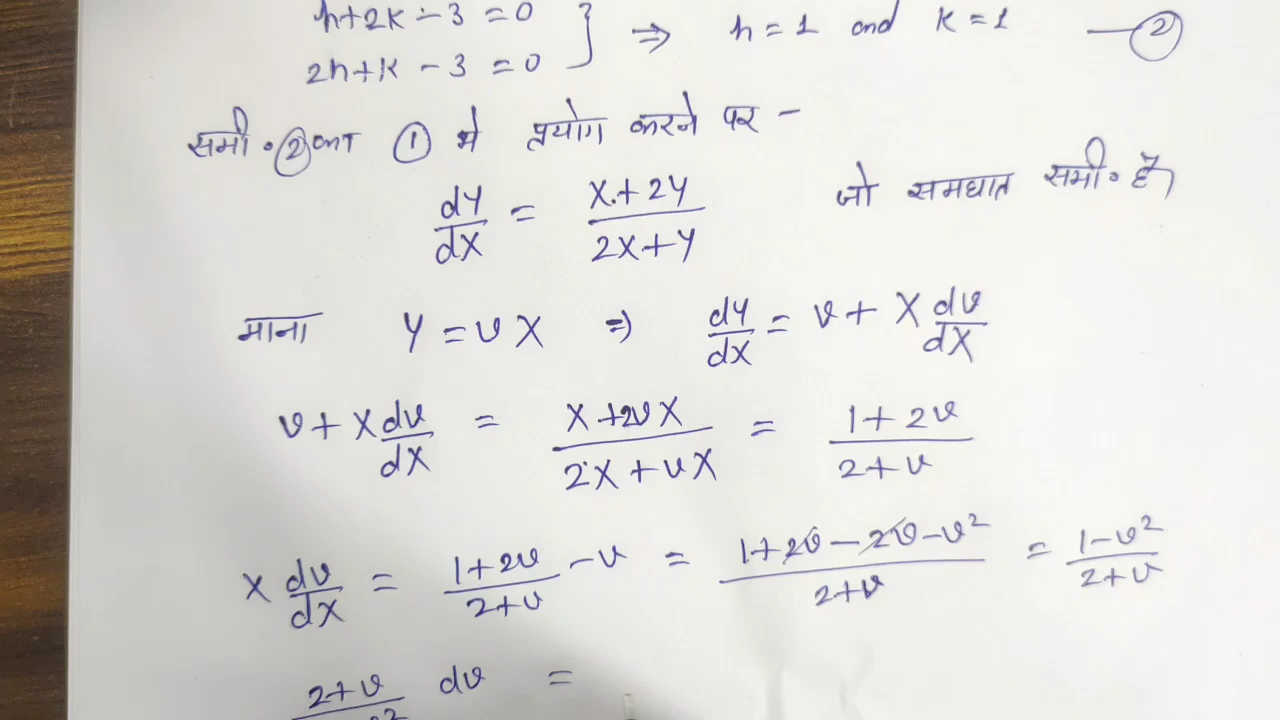 h+2k-3 = 0 } ⇒ h = 1 and k = 1 —②
2h+k-3 = 0
समी. ② का ① में प्रयोग करने पर -
dY/dX = (X+2Y)/(2X+Y) जो समघात समी. है,
माना Y = vX ⇒ dY/dX = v + X dv/dX
v + X dv/dX = (X+2vX)/(2X+vX) = (1+2v)/(2+v)
X dv/dX = (1+2v)/(2+v) - v = (1+2v-2v-v²)/(2+v) = (1-v²)/(2+v)
2+v dv =